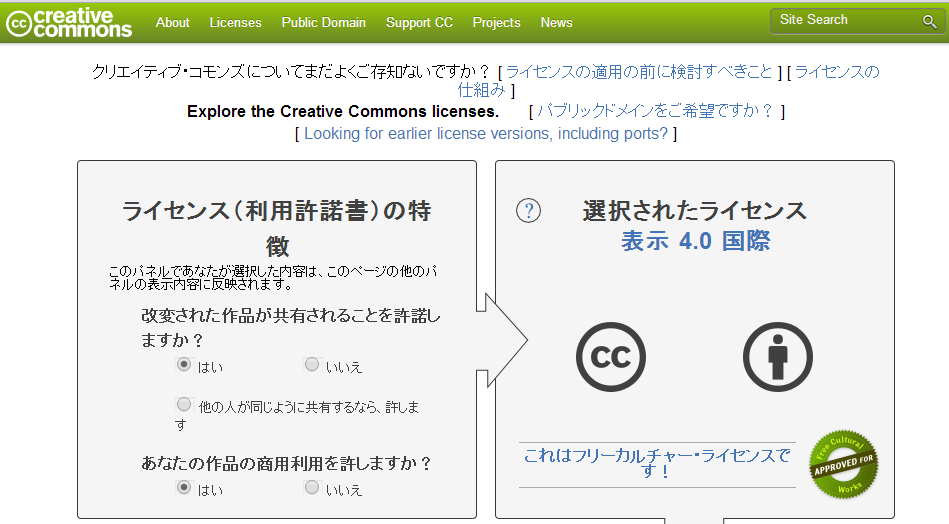 creative commons
About Licenses Public Domain Support CC Projects News
Site Search
クリエイティブ・コモンズについてまだよくご存知ないですか？ [ ライセンスの適用の前に検討すべきこと ] [ ライセンスの
仕組み ]
Explore the Creative Commons licenses. [ パブリックドメインをご希望ですか？ ]
[ Looking for earlier license versions, including ports? ]
ライセンス（利用許諾書）の特
徴
このパネルであなたが選択した内容は、このページの他のパ
ネルの表示内容に反映されます。
改変された作品が共有されることを許諾し
ますか？
はい いいえ
他の人が同じように共有するなら、許しま
す
あなたの作品の商用利用を許しますか？
はい いいえ
? 選択されたライセンス
表示 4.0 国際
cc
これはフリーカルチャー・ライセンスで
す！
Free Cultural
APPROVED FOR
Works